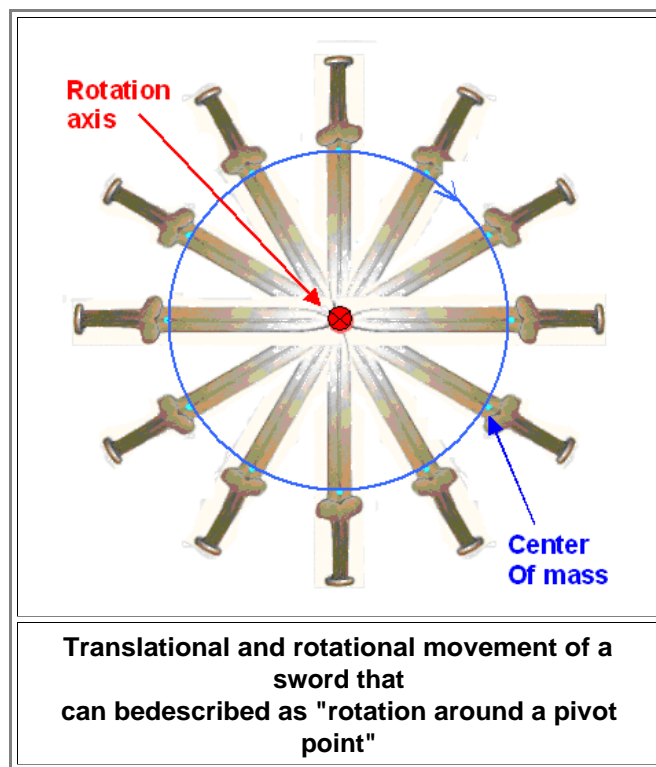 Rotation
axis
Center
Of mass
Translational and rotational movement of a
sword that
can bedescribed as "rotation around a pivot
point"